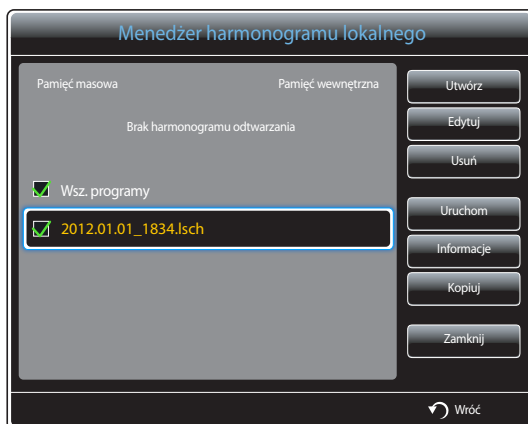 Menedżer harmonogramu lokalnego
Pamięć masowa Pamięć wewnętrzna
Brak harmonogramu odtwarzania
Wsz. programy
2012.01.01_1834.lsch
Utwórz
Edytuj
Usuń
Uruchom
Informacje
Kopiuj
Zamknij
Wróć